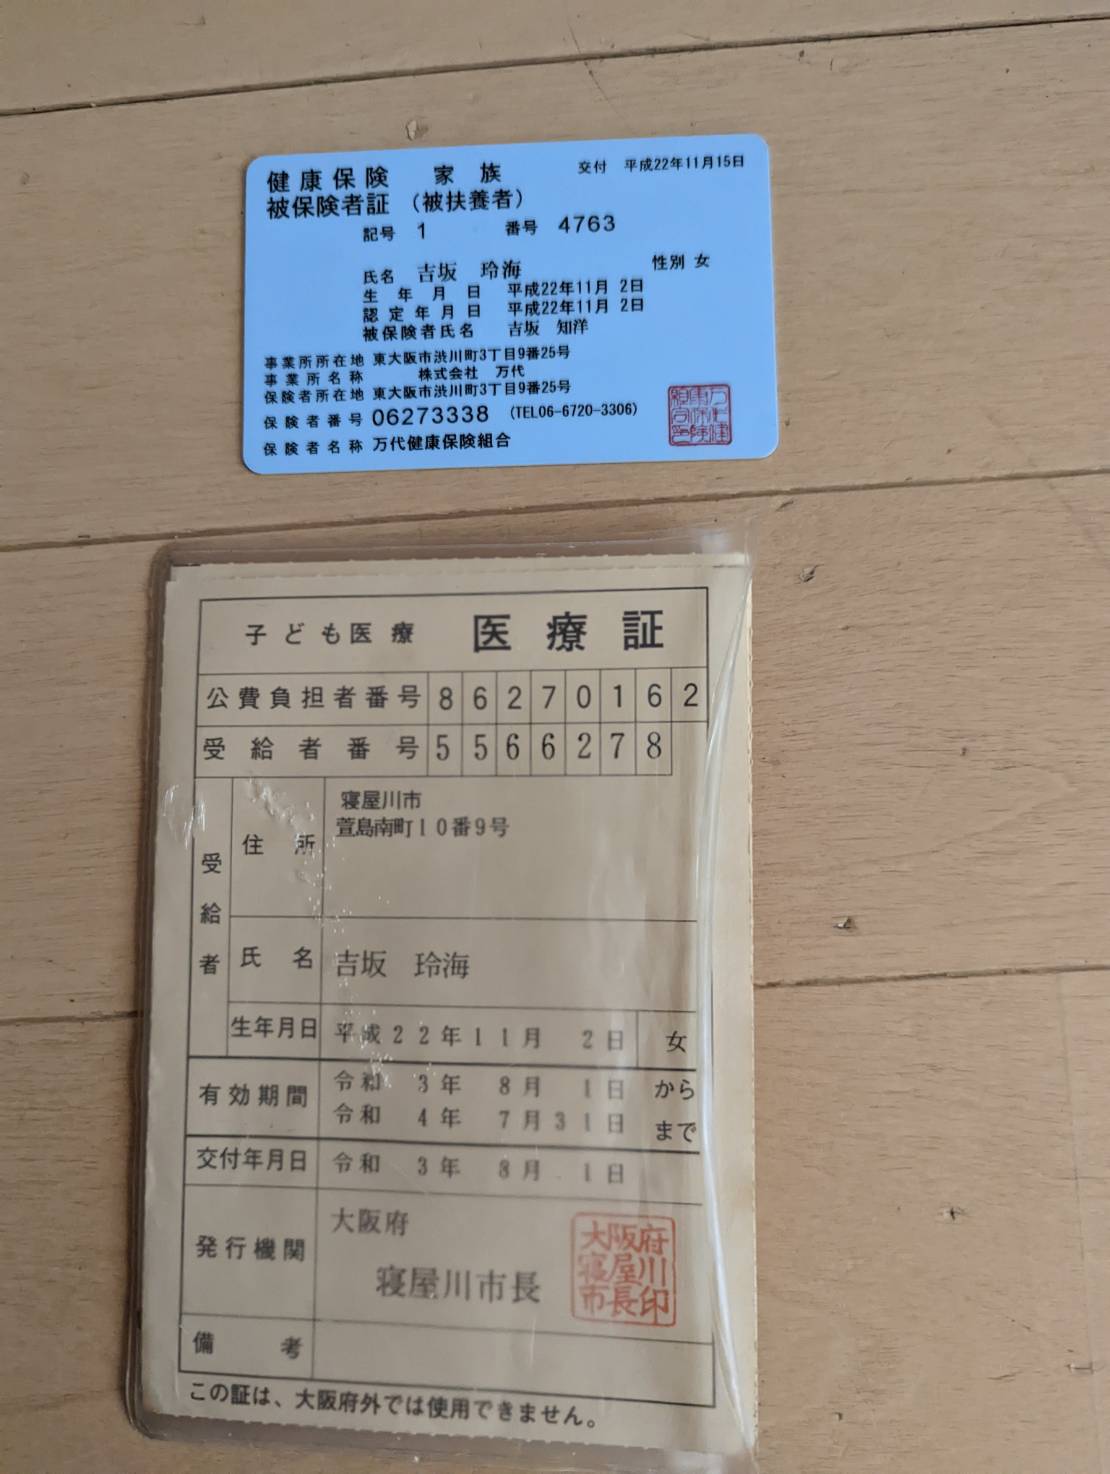 健康保険 家族 交付 平成22年11月15日
被保険者証 (被扶養者)
記号 1 番号 4763
氏名 吉坂 玲海 性別 女
生年月日 平成22年11月 2日
認定年月日 平成22年11月 2日
被保険者氏名 吉坂 知洋
事業所所在地 東大阪市渋川町3丁目9番25号
事業所名称 株式会社 万代
保険者所在地 東大阪市渋川町3丁目9番25号
保険者番号 06273338 (TEL06-6720-3306)
保険者名称 万代健康保険組合
子ども医療 医療証
公費負担者番号 86270162
受給者番号 5566278
受給者
住所 寝屋川市
萱島南町10番9号
氏名 吉坂 玲海
生年月日 平成22年11月 2日 女
有効期間 令和 3年 8月 1日 から
令和 4年 7月31日 まで
交付年月日 令和 3年 8月 1日
発行機関 大阪府
寝屋川市長
大阪府
寝屋川
市長印
備考
この証は、大阪府外では使用できません。